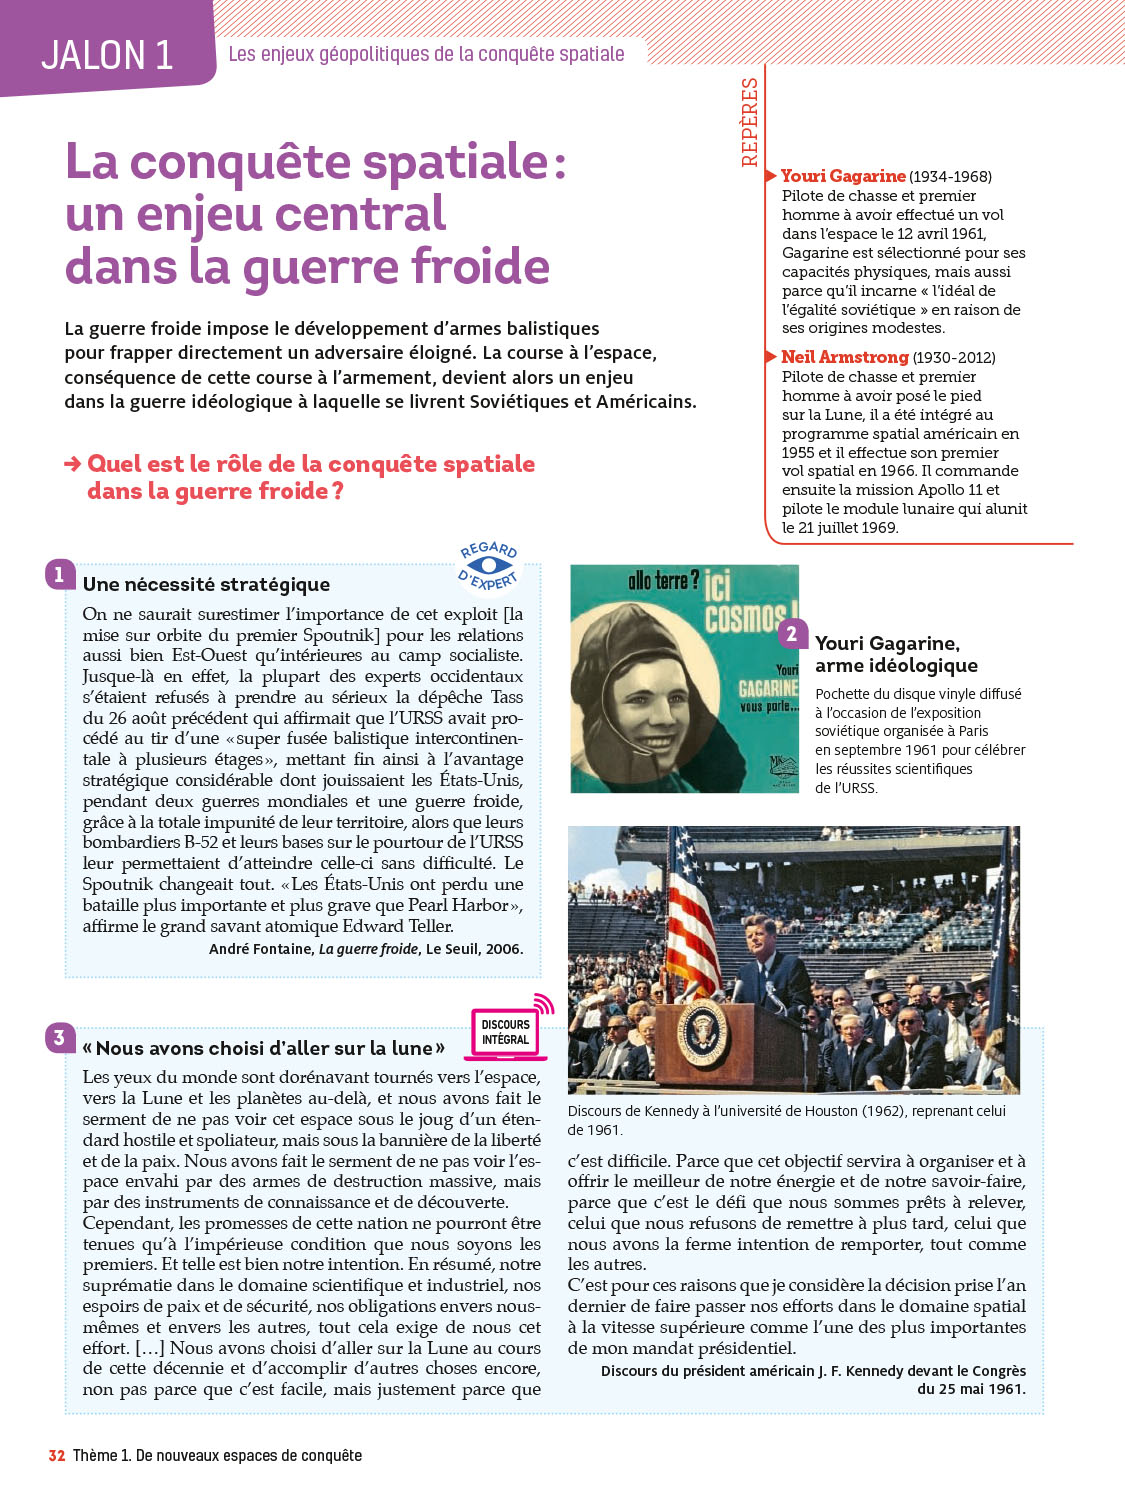 JALON 1
Les enjeux géopolitiques de la conquête spatiale
La conquête spatiale :
un enjeu central
dans la guerre froide
La guerre froide impose le développement d'armes balistiques
pour frapper directement un adversaire éloigné. La course à l'espace,
conséquence de cette course à l'armement, devient alors un enjeu
dans la guerre idéologique à laquelle se livrent Soviétiques et Américains.
→ Quel est le rôle de la conquête spatiale
dans la guerre froide ?
REPÈRES
Youri Gagarine (1934-1968)
Pilote de chasse et premier
homme à avoir effectué un vol
dans l'espace le 12 avril 1961,
Gagarine est sélectionné pour ses
capacités physiques, mais aussi
parce qu'il incarne « l'idéal de
l'égalité soviétique » en raison de
ses origines modestes.
Neil Armstrong (1930-2012)
Pilote de chasse et premier
homme à avoir posé le pied
sur la Lune, il a été intégré au
programme spatial américain en
1955 et il effectue son premier
vol spatial en 1966. Il commande
ensuite la mission Apollo 11 et
pilote le module lunaire qui alunit
le 21 juillet 1969.
REGARD
D'EXPERT
1
Une nécessité stratégique
On ne saurait surestimer l'importance de cet exploit [la
mise sur orbite du premier Spoutnik] pour les relations
aussi bien Est-Ouest qu'intérieures au camp socialiste.
Jusque-là en effet, la plupart des experts occidentaux
s'étaient refusés à prendre au sérieux la dépêche Tass
du 26 août précédent qui affirmait que l'URSS avait pro-
cédé au tir d'une « super fusée balistique intercontinen-
tale à plusieurs étages », mettant fin ainsi à l'avantage
stratégique considérable dont jouissaient les États-Unis,
pendant deux guerres mondiales et une guerre froide,
grâce à la totale impunité de leur territoire, alors que leurs
bombardiers B-52 et leurs bases sur le pourtour de l'URSS
leur permettaient d'atteindre celle-ci sans difficulté. Le
Spoutnik changeait tout. « Les États-Unis ont perdu une
bataille plus importante et plus grave que Pearl Harbor »,
affirme le grand savant atomique Edward Teller.
André Fontaine, La guerre froide, Le Seuil, 2006.
allo terre ?
ici
cosmos !
Youri
GAGARINE
vous parle...
MK
2
Youri Gagarine,
arme idéologique
Pochette du disque vinyle diffusé
à l'occasion de l'exposition
soviétique organisée à Paris
en septembre 1961 pour célébrer
les réussites scientifiques
de l'URSS.
3
« Nous avons choisi d'aller sur la lune »
DISCOURS
INTÉGRAL
Les yeux du monde sont dorénavant tournés vers l'espace,
vers la Lune et les planètes au-delà, et nous avons fait le
serment de ne pas voir cet espace sous le joug d'un éten-
dard hostile et spoliateur, mais sous la bannière de la liberté
et de la paix. Nous avons fait le serment de ne pas voir l'es-
pace envahi par des armes de destruction massive, mais
par des instruments de connaissance et de découverte.
Cependant, les promesses de cette nation ne pourront être
tenues qu'à l'impérieuse condition que nous soyons les
premiers. Et telle est bien notre intention. En résumé, notre
suprématie dans le domaine scientifique et industriel, nos
espoirs de paix et de sécurité, nos obligations envers nous-
mêmes et envers les autres, tout cela exige de nous cet
effort. [...] Nous avons choisi d'aller sur la Lune au cours
de cette décennie et d'accomplir d'autres choses encore,
non pas parce que c'est facile, mais justement parce que
Discours de Kennedy à l'université de Houston (1962), reprenant celui
de 1961.
c'est difficile. Parce que cet objectif servira à organiser et à
offrir le meilleur de notre énergie et de notre savoir-faire,
parce que c'est le défi que nous sommes prêts à relever,
celui que nous refusons de remettre à plus tard, celui que
nous avons la ferme intention de remporter, tout comme
les autres.
C'est pour ces raisons que je considère la décision prise l'an
dernier de faire passer nos efforts dans le domaine spatial
à la vitesse supérieure comme l'une des plus importantes
de mon mandat présidentiel.
Discours du président américain J. F. Kennedy devant le Congrès
du 25 mai 1961.
32 Thème 1. De nouveaux espaces de conquête